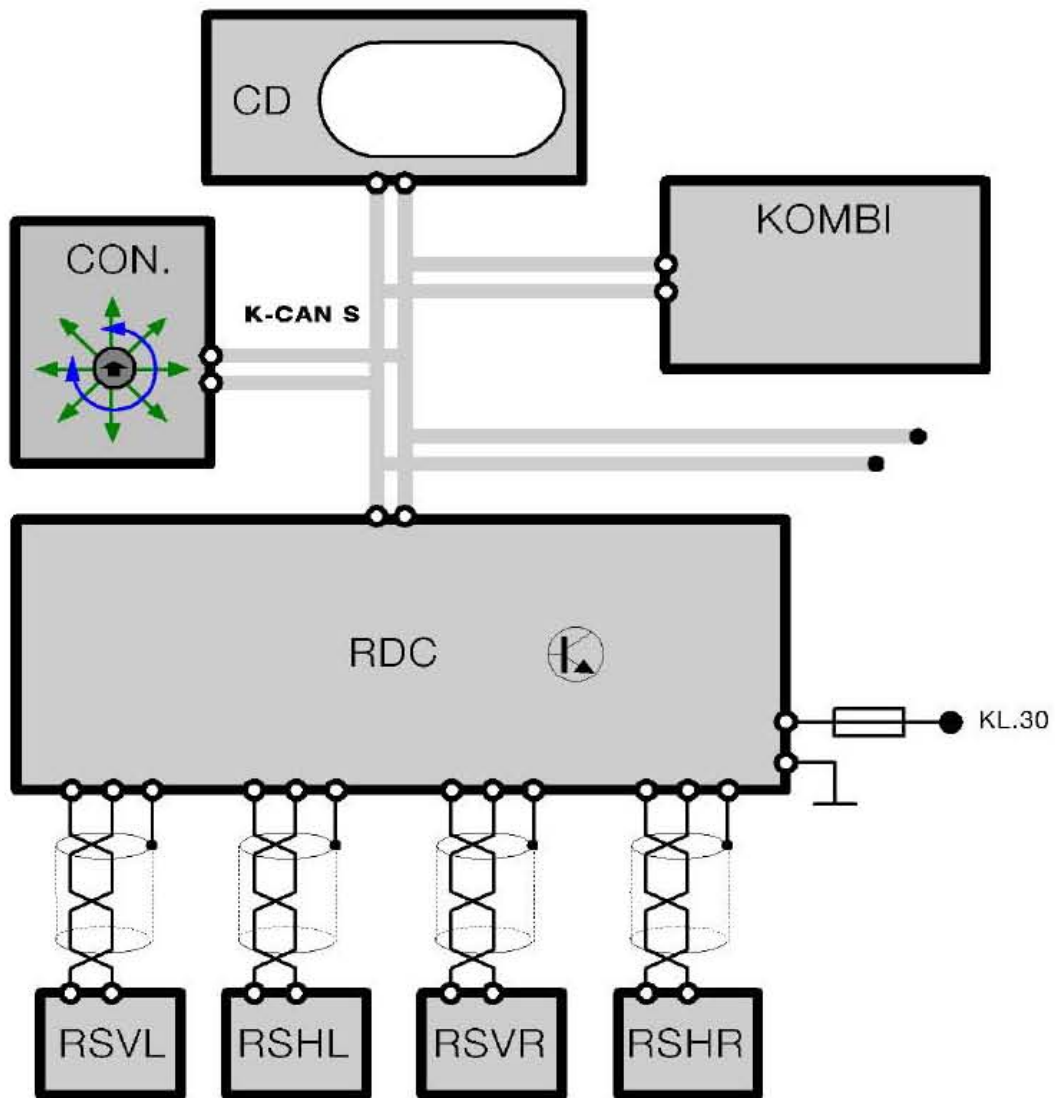 CD
KOMBI
CON.
K-CAN S
RDC
KL.30
RSVL
RSHL
RSVR
RSHR